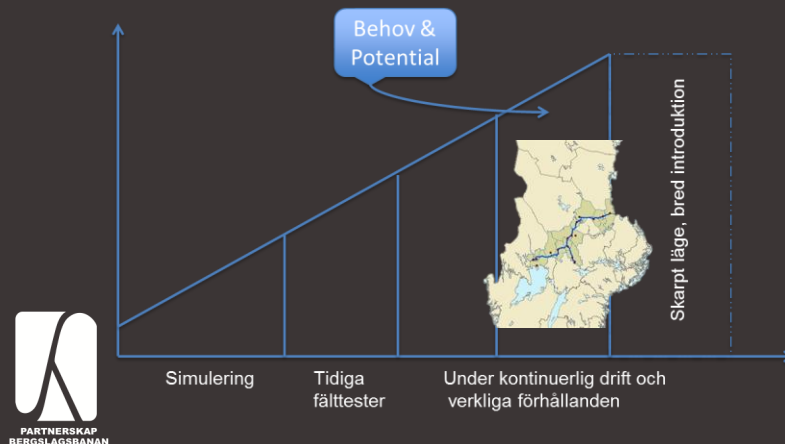 Behov &
Potential
Skarpt läge, bred introduktion
Simulering
Tidiga
fälttester
Under kontinuerlig drift och
verkliga förhållanden
PARTNERSKAP
BERGSLAGSBANAN